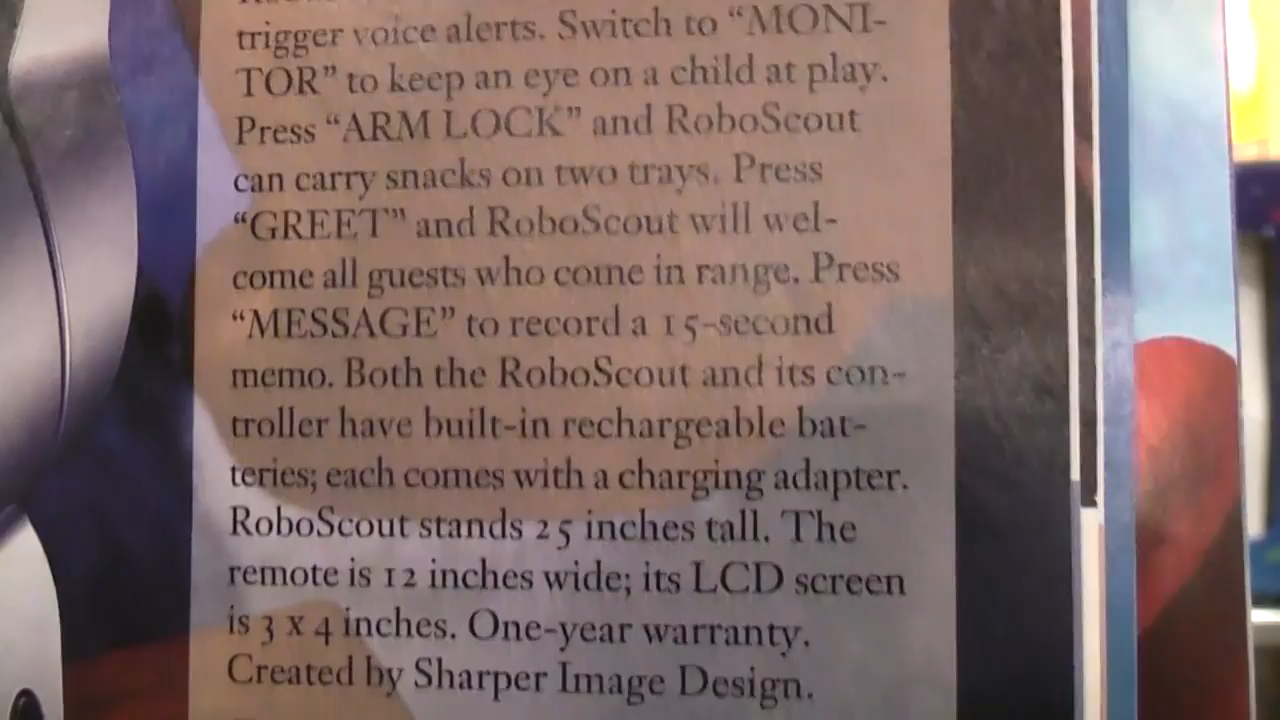 trigger voice alerts. Switch to “MONI-
TOR” to keep an eye on a child at play.
Press “ARM LOCK” and RoboScout
can carry snacks on two trays. Press
“GREET” and RoboScout will wel-
come all guests who come in range. Press
“MESSAGE” to record a 15-second
memo. Both the RoboScout and its con-
troller have built-in rechargeable bat-
teries; each comes with a charging adapter.
RoboScout stands 25 inches tall. The
remote is 12 inches wide; its LCD screen
is 3 x 4 inches. One-year warranty.
Created by Sharper Image Design.